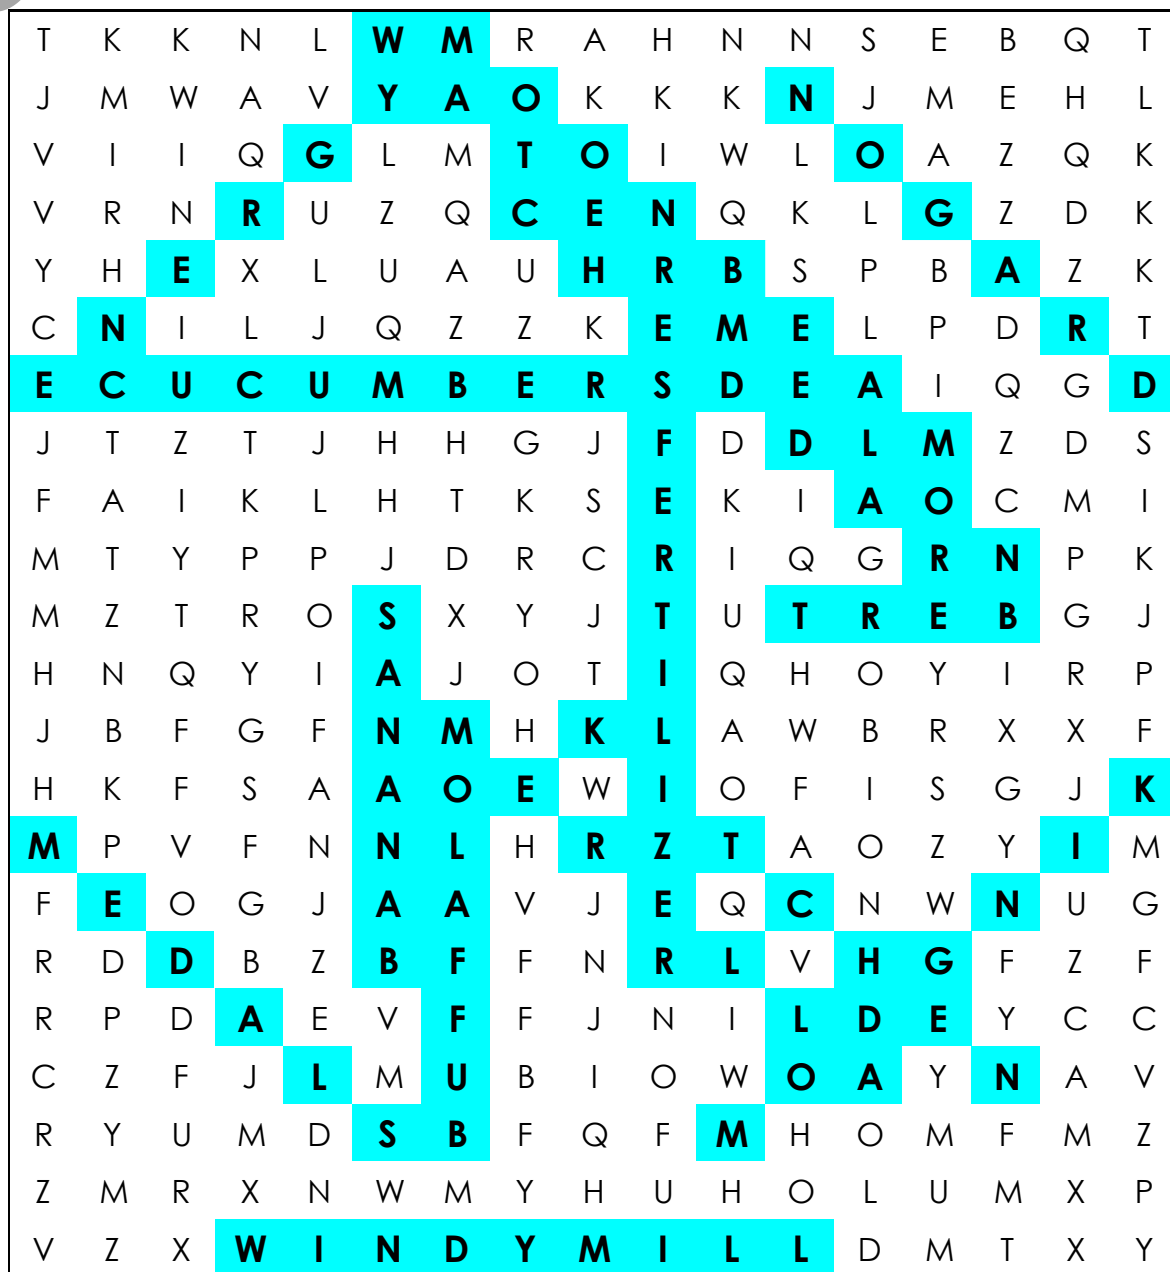 T K K N L W M R A H N N S E B Q T
J M W A V Y A O K K K N J M E H L
V I I Q G L M T O I W L O A Z Q K
V R N R U Z Q C E N Q K L G Z D K
Y H E X L U A U H R B S P B A Z K
C N I L J Q Z Z K E M E L P D R T
E C U C U M B E R S D E A I Q G D
J T Z T J H H G J F D D L M Z D S
F A I K L H T K S E K I A O C M I
M T Y P P J D R C R I Q G R N P K
M Z T R O S X Y J T U T R E B G J
H N Q Y I A J O T I Q H O Y I R P
J B F G F N M H K L A W B R X X F
H K F S A A O E W I O F I S G J K
M P V F N N L H R Z T A O Z Y I M
F E O G J A A V J E Q C N W N U G
R D D B Z B F F N R L V H G F Z F
R P D A E V F F J N I L D E Y C C
C Z F J L M U B I O W O A Y N A V
R Y U M D S B F Q F M H O M F M Z
Z M R X N W M Y H U H O L U M X P
V Z X W I N D Y M I L L D M T X Y